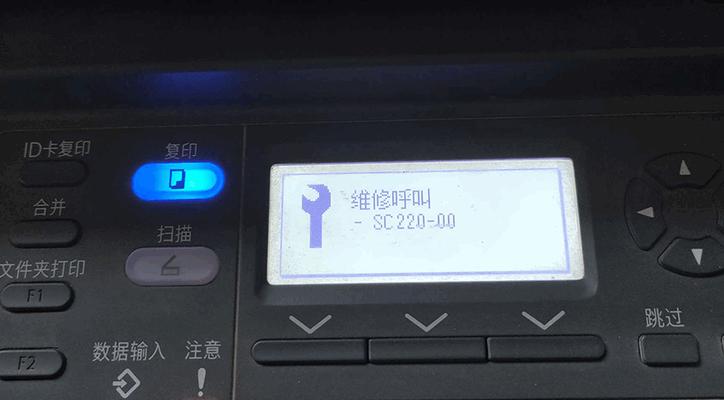 ID卡复印
复印
合并
扫描
文件夹打印
F1
F2
数据输入
注意
维修呼叫
- SC220-00
跳过